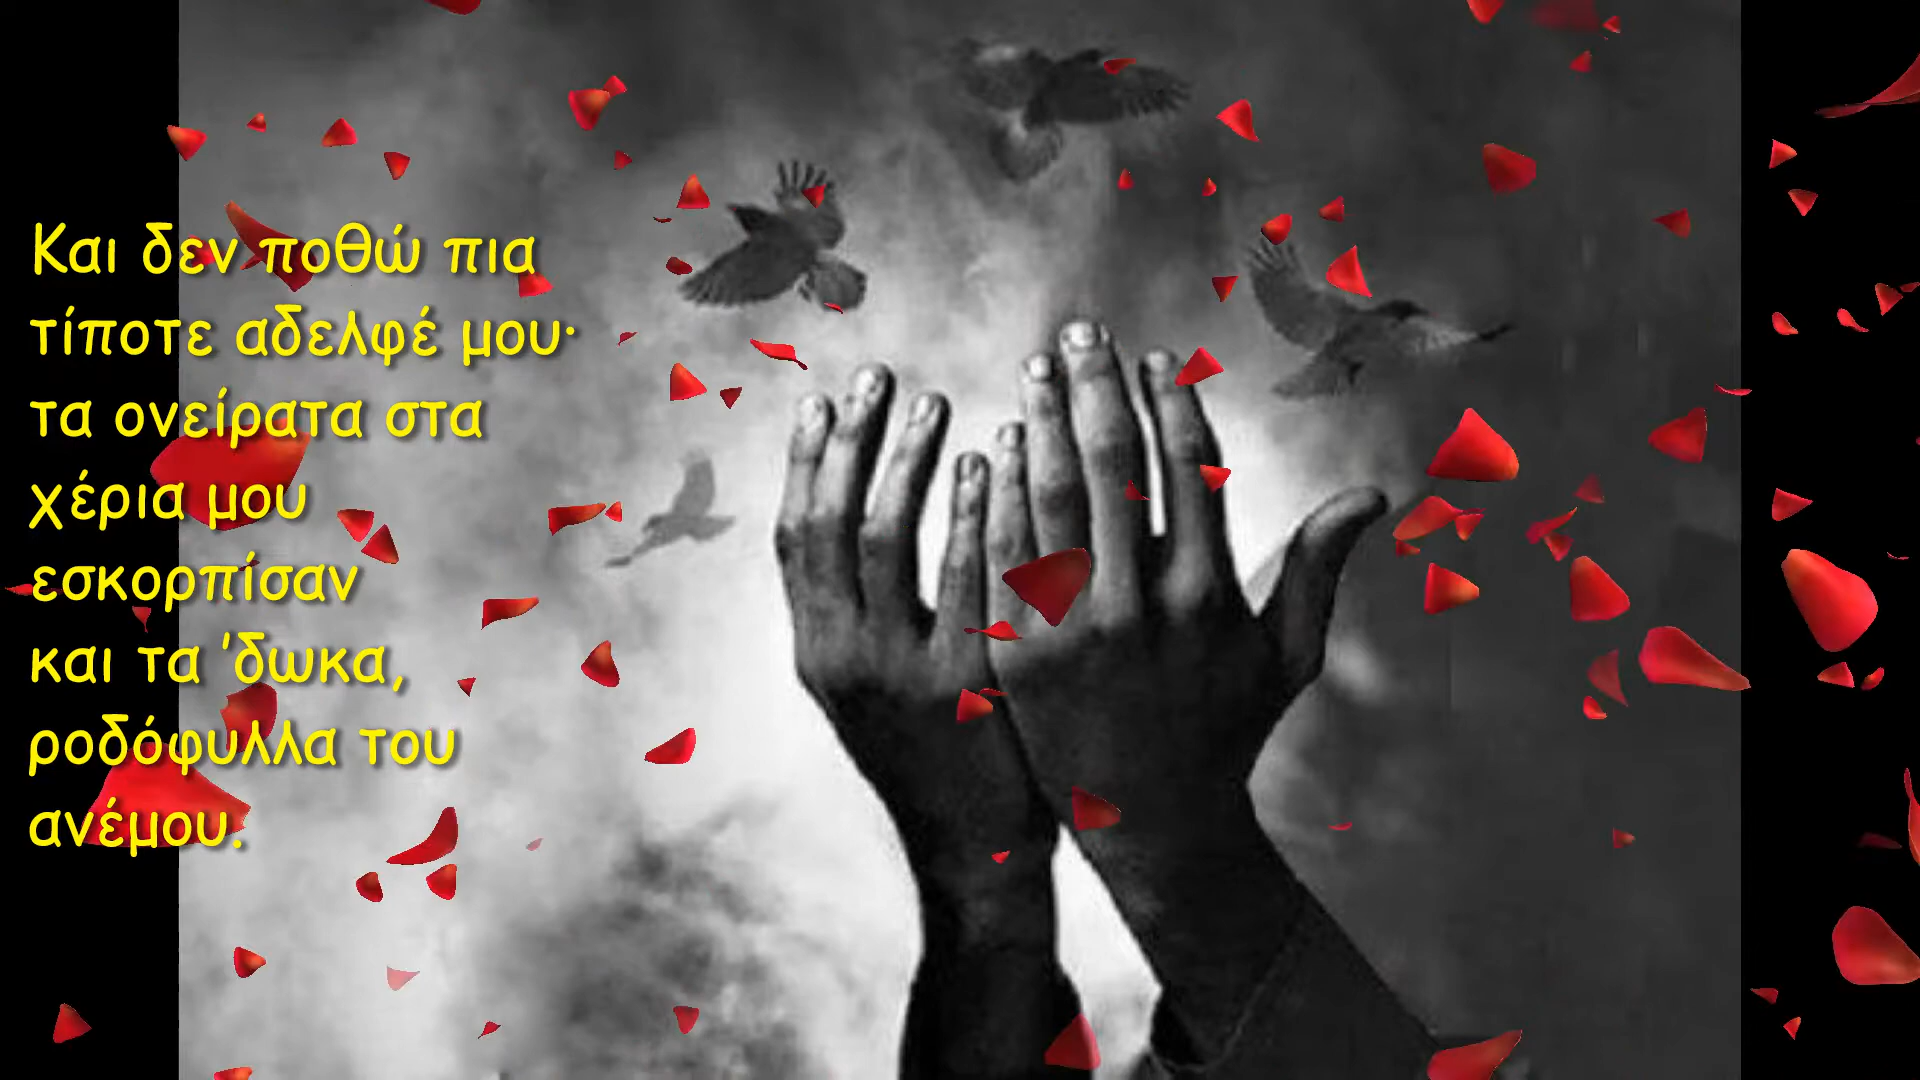 Και δεν ποθώ πια
τίποτε αδελφέ μου·
τα ονείρατα στα
χέρια μου
εσκορπίσαν
και τα 'δωκα,
ροδόφυλλα του
ανέμου.